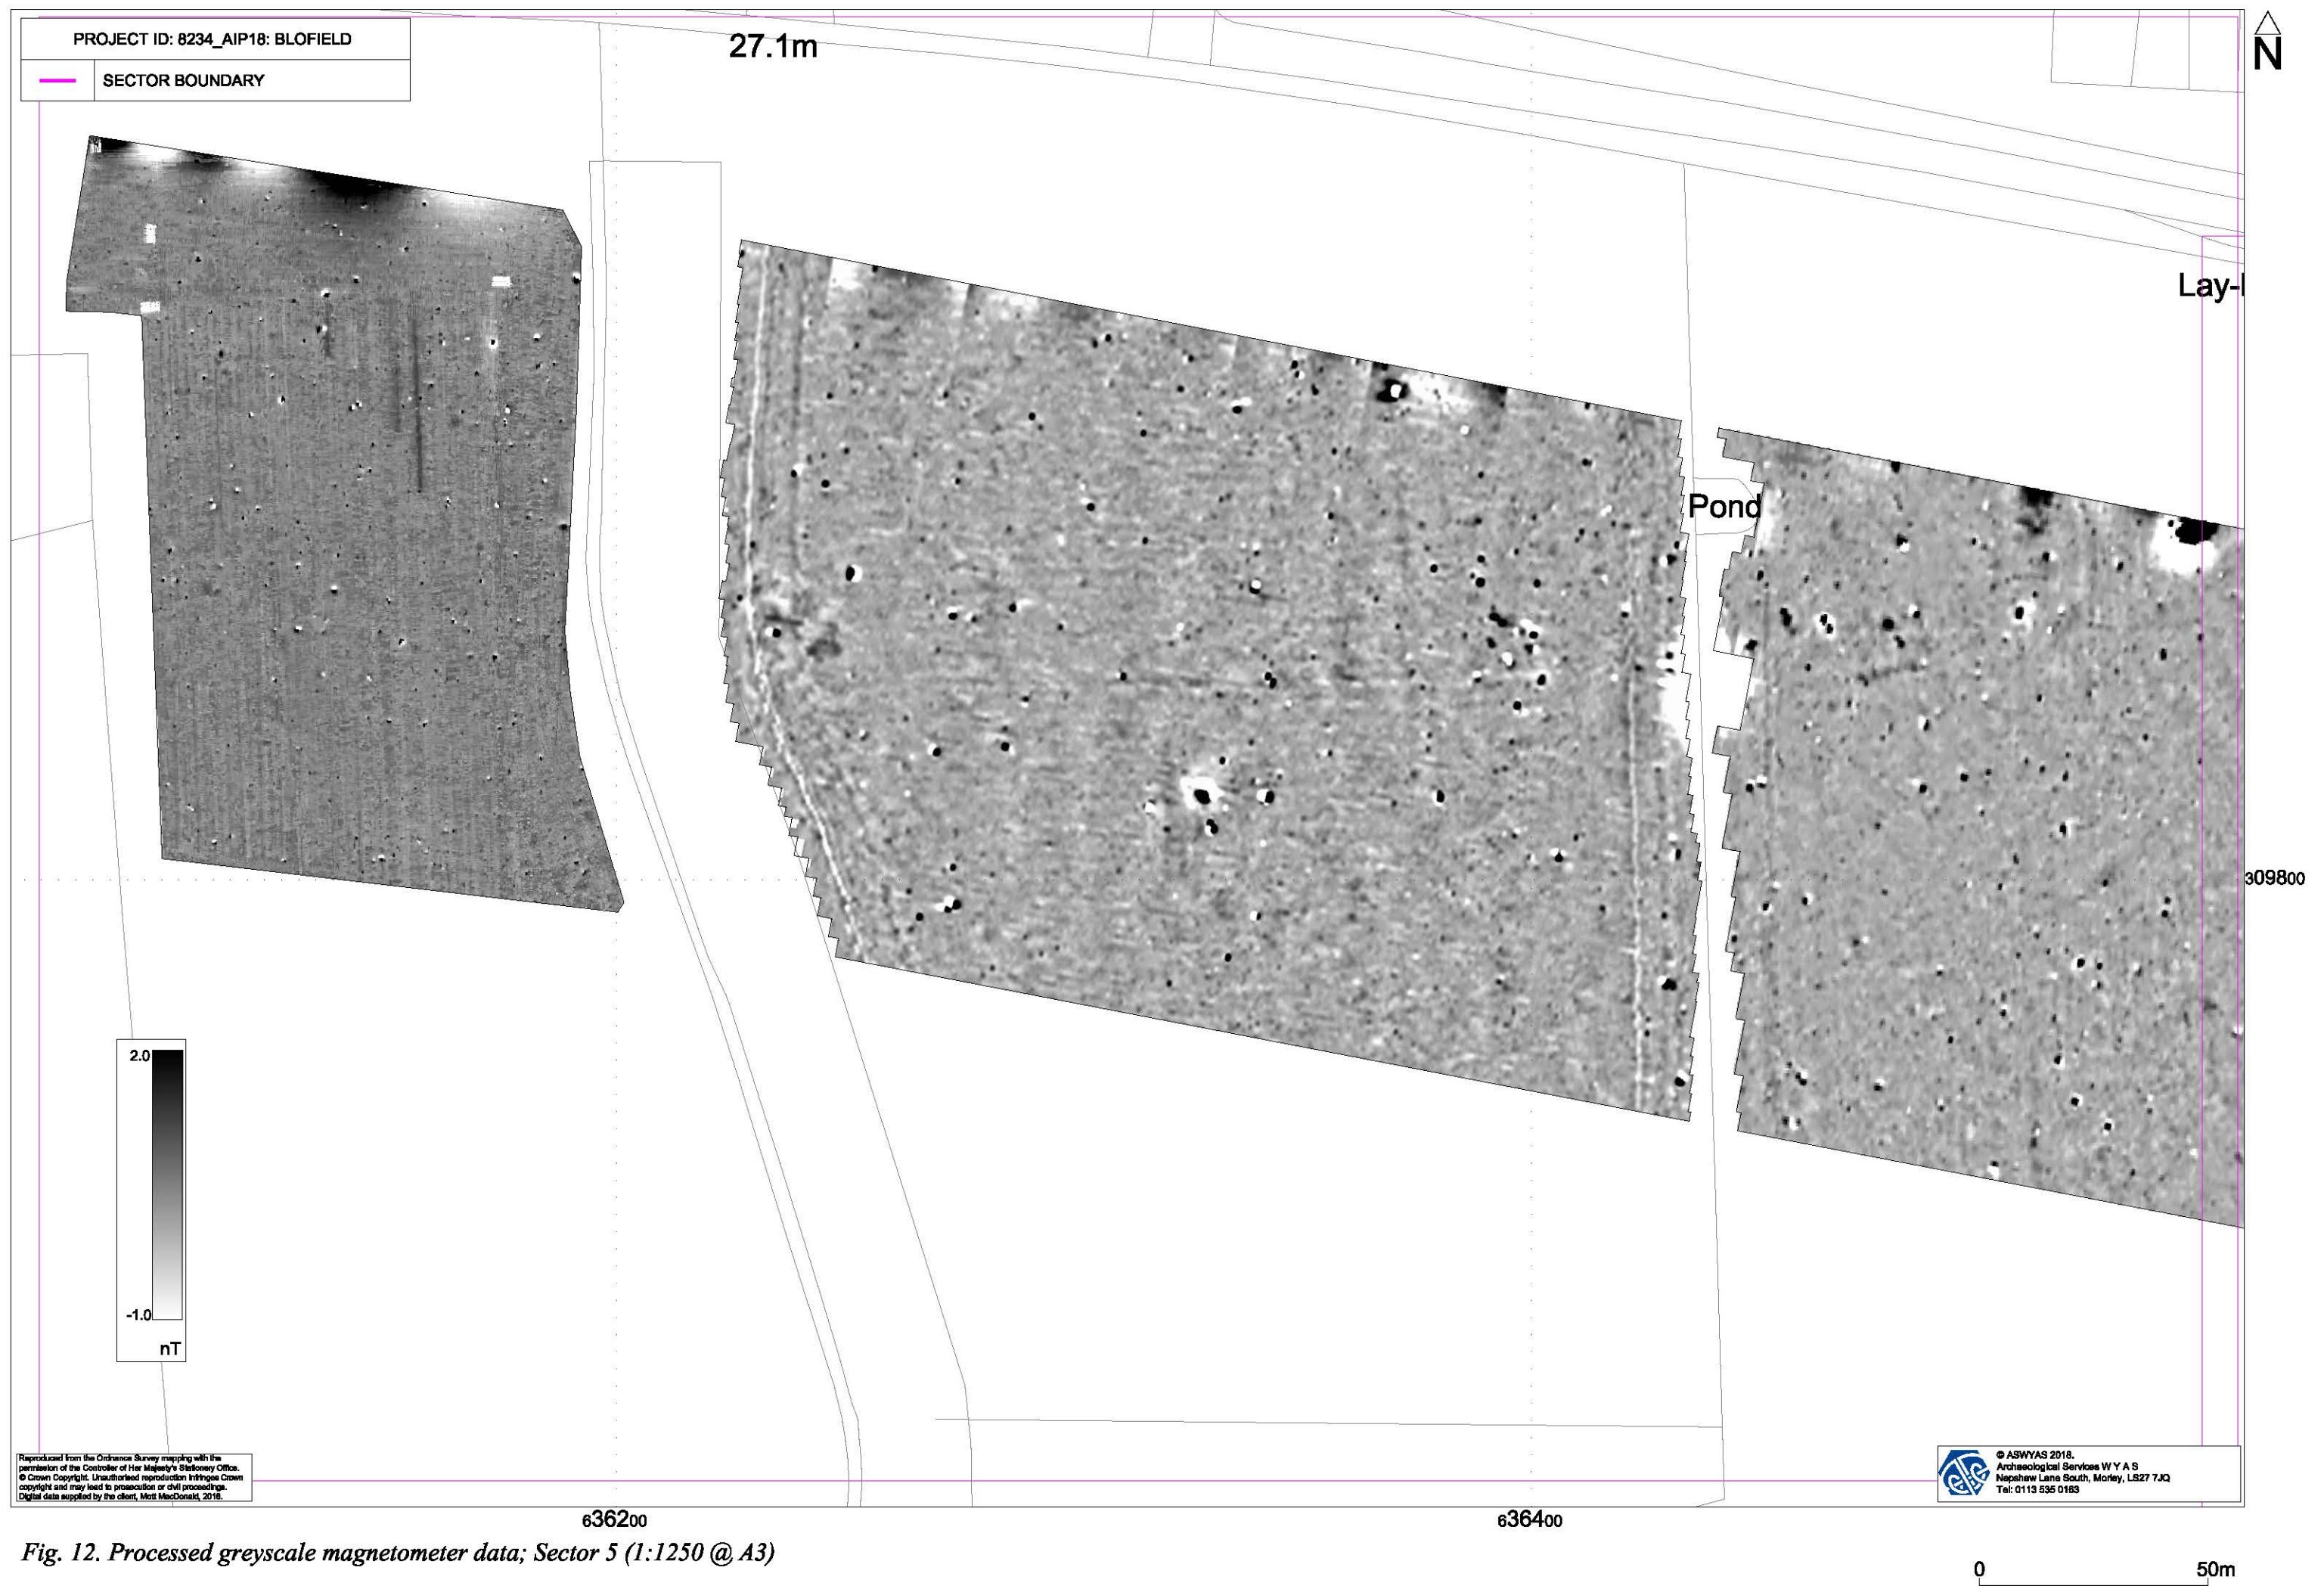 PROJECT ID: 8234_AIP18: BLOFIELD
SECTOR BOUNDARY
27.1m
N
Lay-
Pond
309800
2.0
-1.0
nT
Reproduced from the Ordnance Survey mapping with the
permission of the Controller of Her Majesty's Stationery Office.
© Crown Copyright. Unauthorised reproduction infringes Crown
copyright and may lead to prosecution or civil proceedings.
Digital data supplied by the client, Mott MacDonald, 2018.
© ASWYAS 2018.
Archaeological Services W Y A S
Nepshaw Lane South, Morley, LS27 7JQ
Tel: 0113 535 0163
636200
636400
Fig. 12. Processed greyscale magnetometer data; Sector 5 (1:1250 @ A3)
0 50m